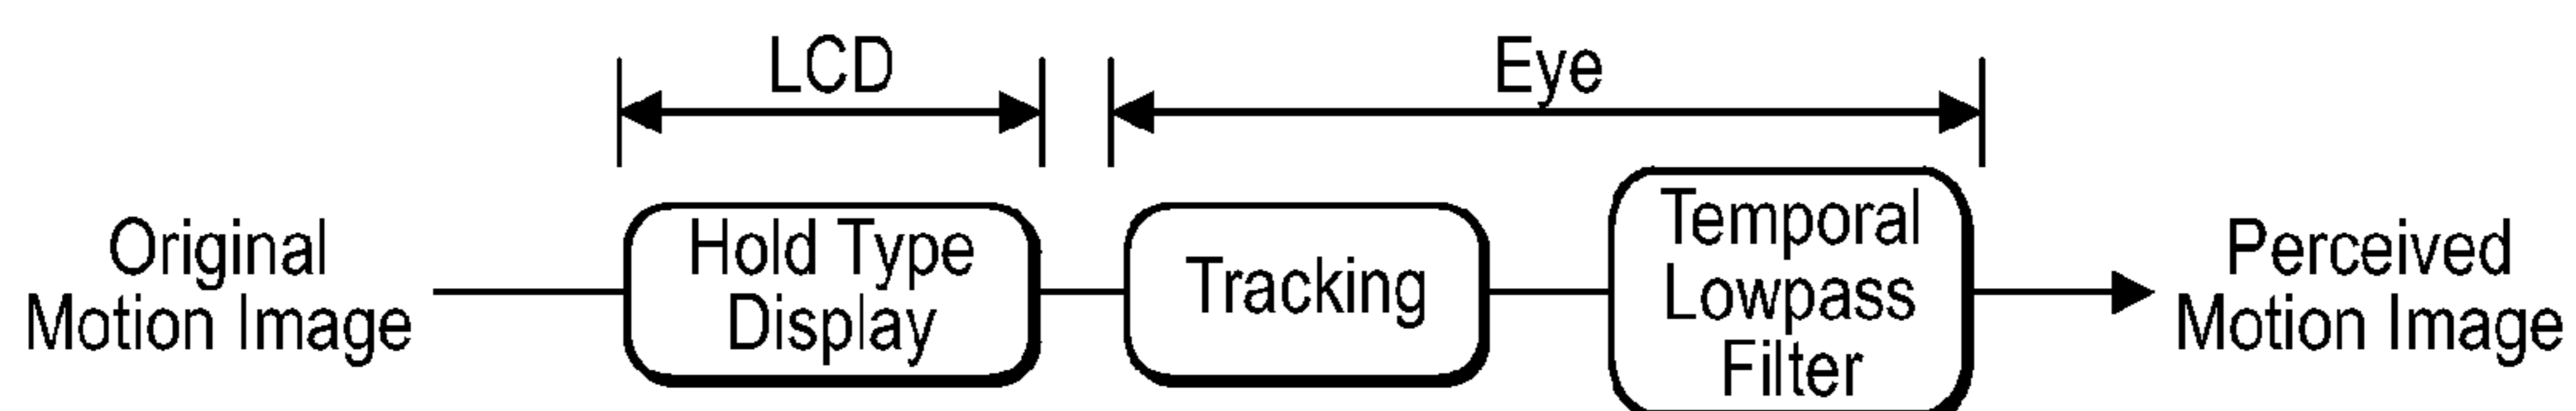 LCD
Eye
Original
Motion Image
Hold Type
Display
Tracking
Temporal
Lowpass
Filter
Perceived
Motion Image